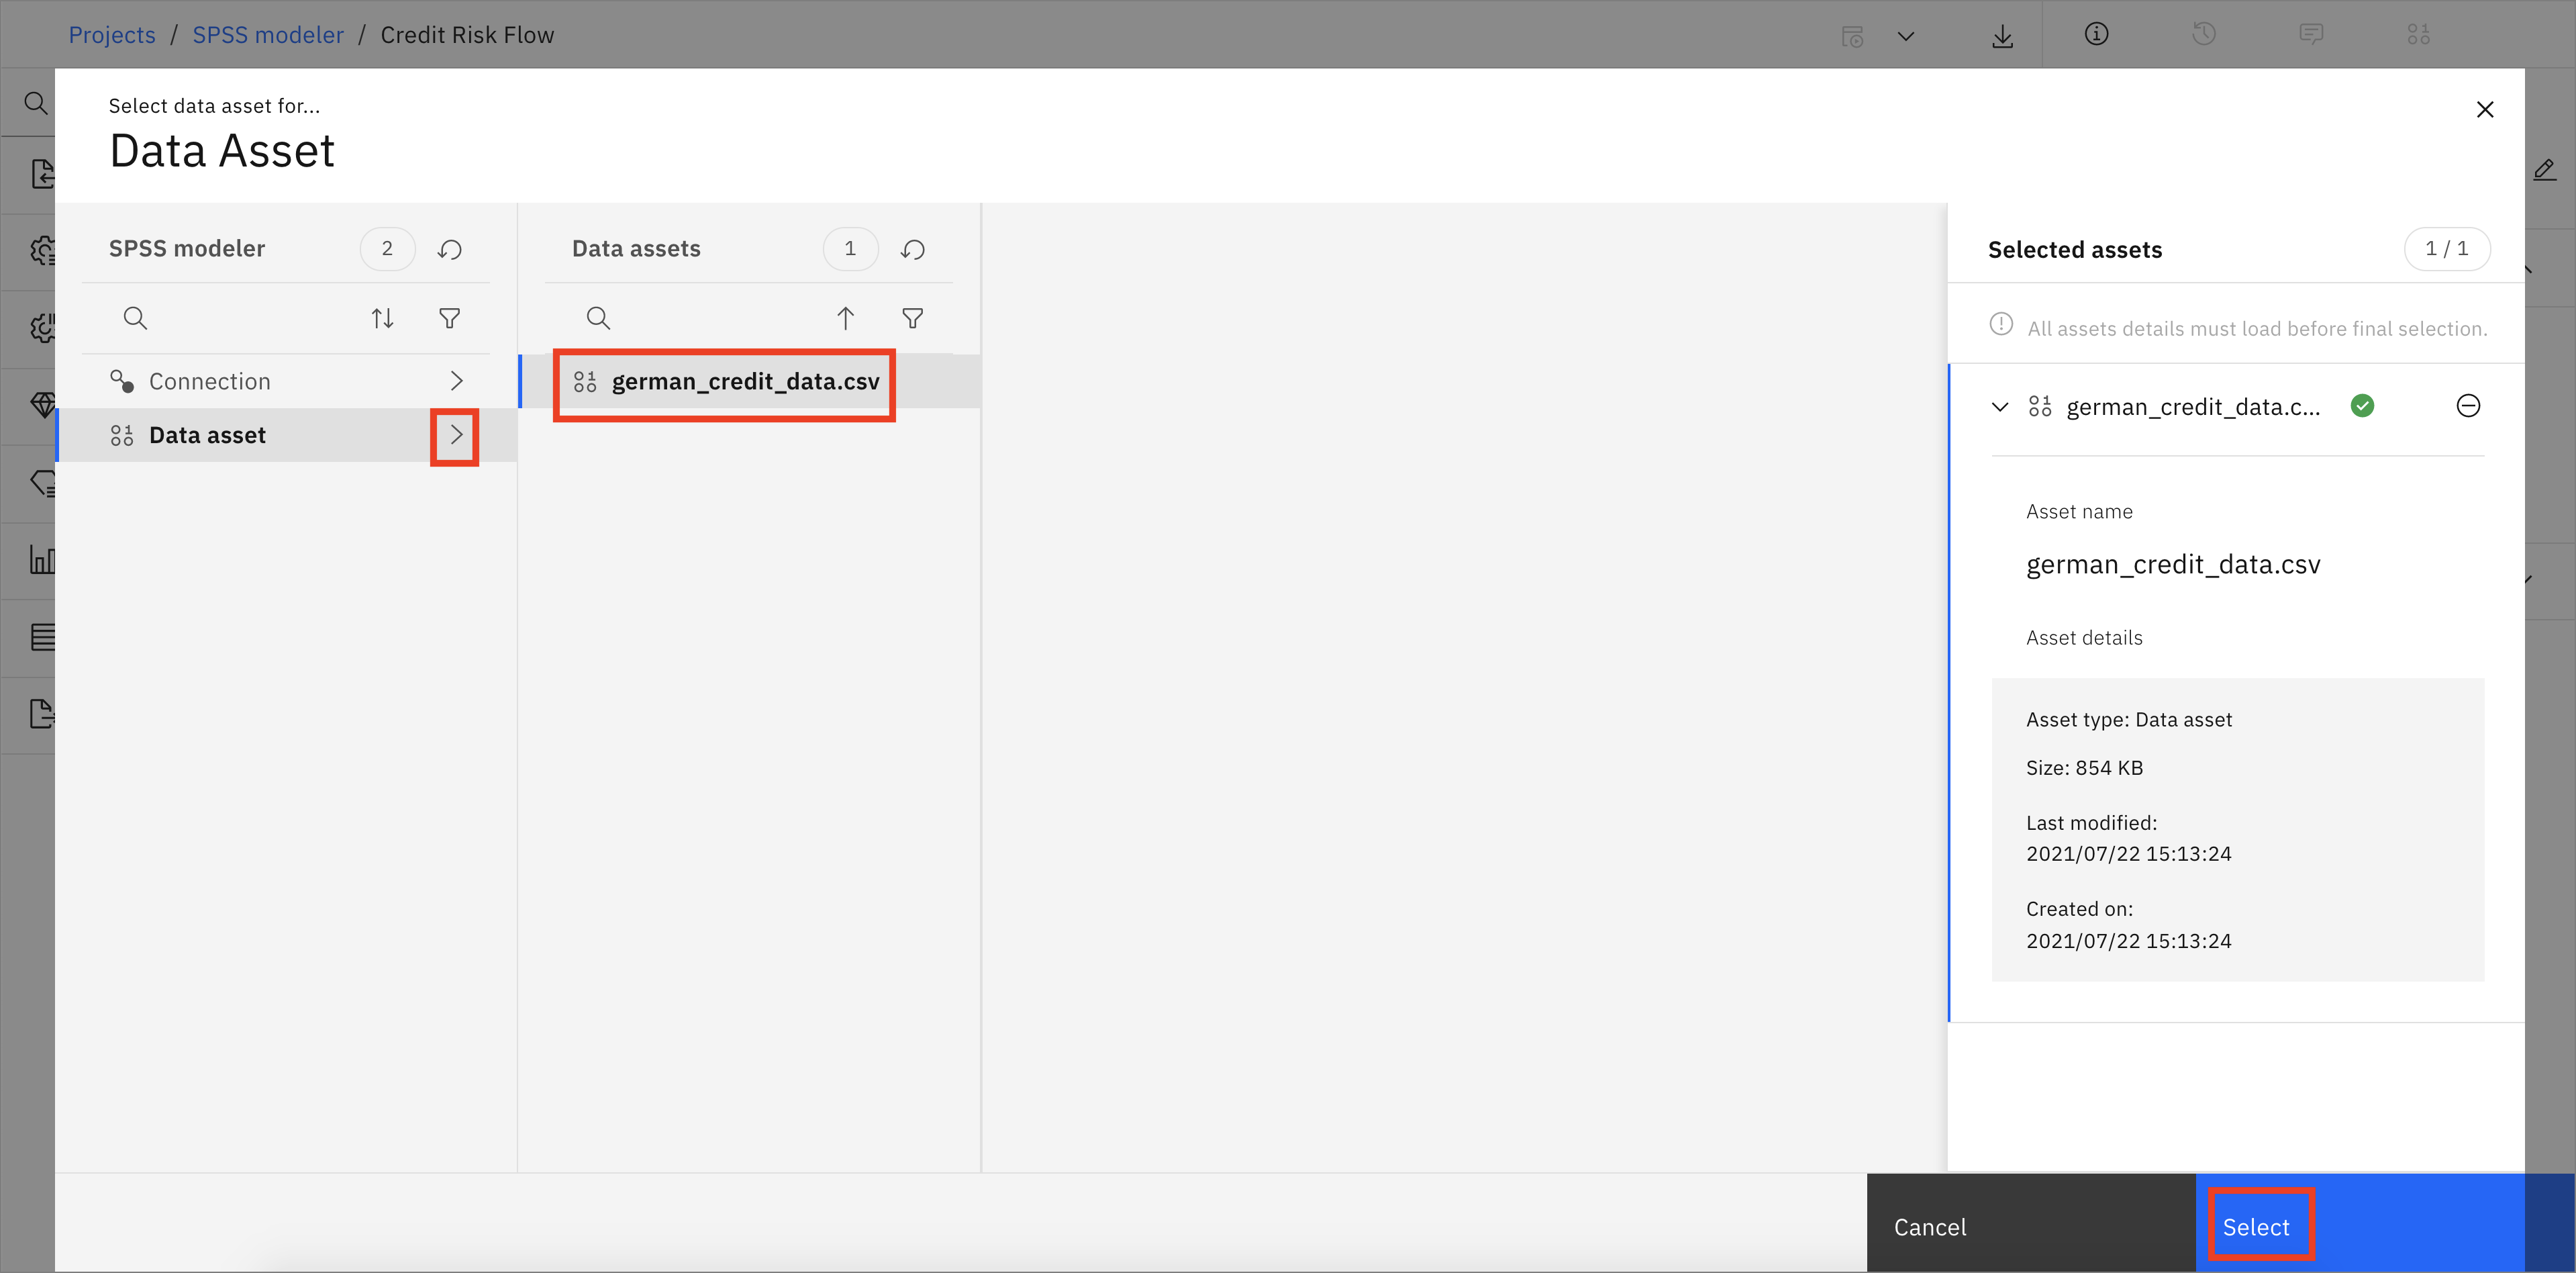 Projects / SPSS modeler / Credit Risk Flow
Select data asset for...
Data Asset
SPSS modeler 2
Connection
Data asset
Data assets 1
german_credit_data.csv
Selected assets 1 / 1
All assets details must load before final selection.
german_credit_data.c...
Asset name
german_credit_data.csv
Asset details
Asset type: Data asset
Size: 854 KB
Last modified:
2021/07/22 15:13:24
Created on:
2021/07/22 15:13:24
Cancel
Select